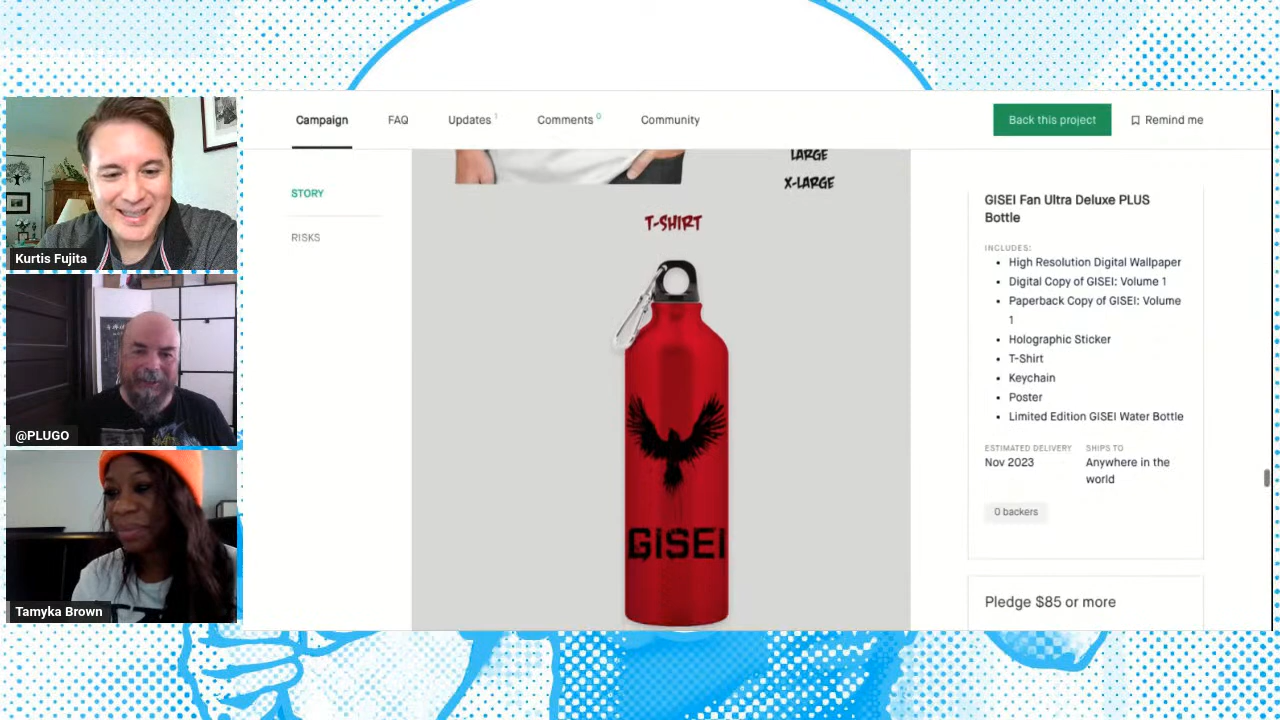 Campaign
FAQ
Updates 1
Comments 0
Community
Back this project
Remind me
STORY
RISKS
LARGE
X-LARGE
T-SHIRT
GISEI
GISEI Fan Ultra Deluxe PLUS
Bottle
INCLUDES:
High Resolution Digital Wallpaper
Digital Copy of GISEI: Volume 1
Paperback Copy of GISEI: Volume
1
Holographic Sticker
T-Shirt
Keychain
Poster
Limited Edition GISEI Water Bottle
ESTIMATED DELIVERY
Nov 2023
SHIPS TO
Anywhere in the
world
0 backers
Pledge $85 or more
Kurtis Fujita
@PLUGO
Tamyka Brown